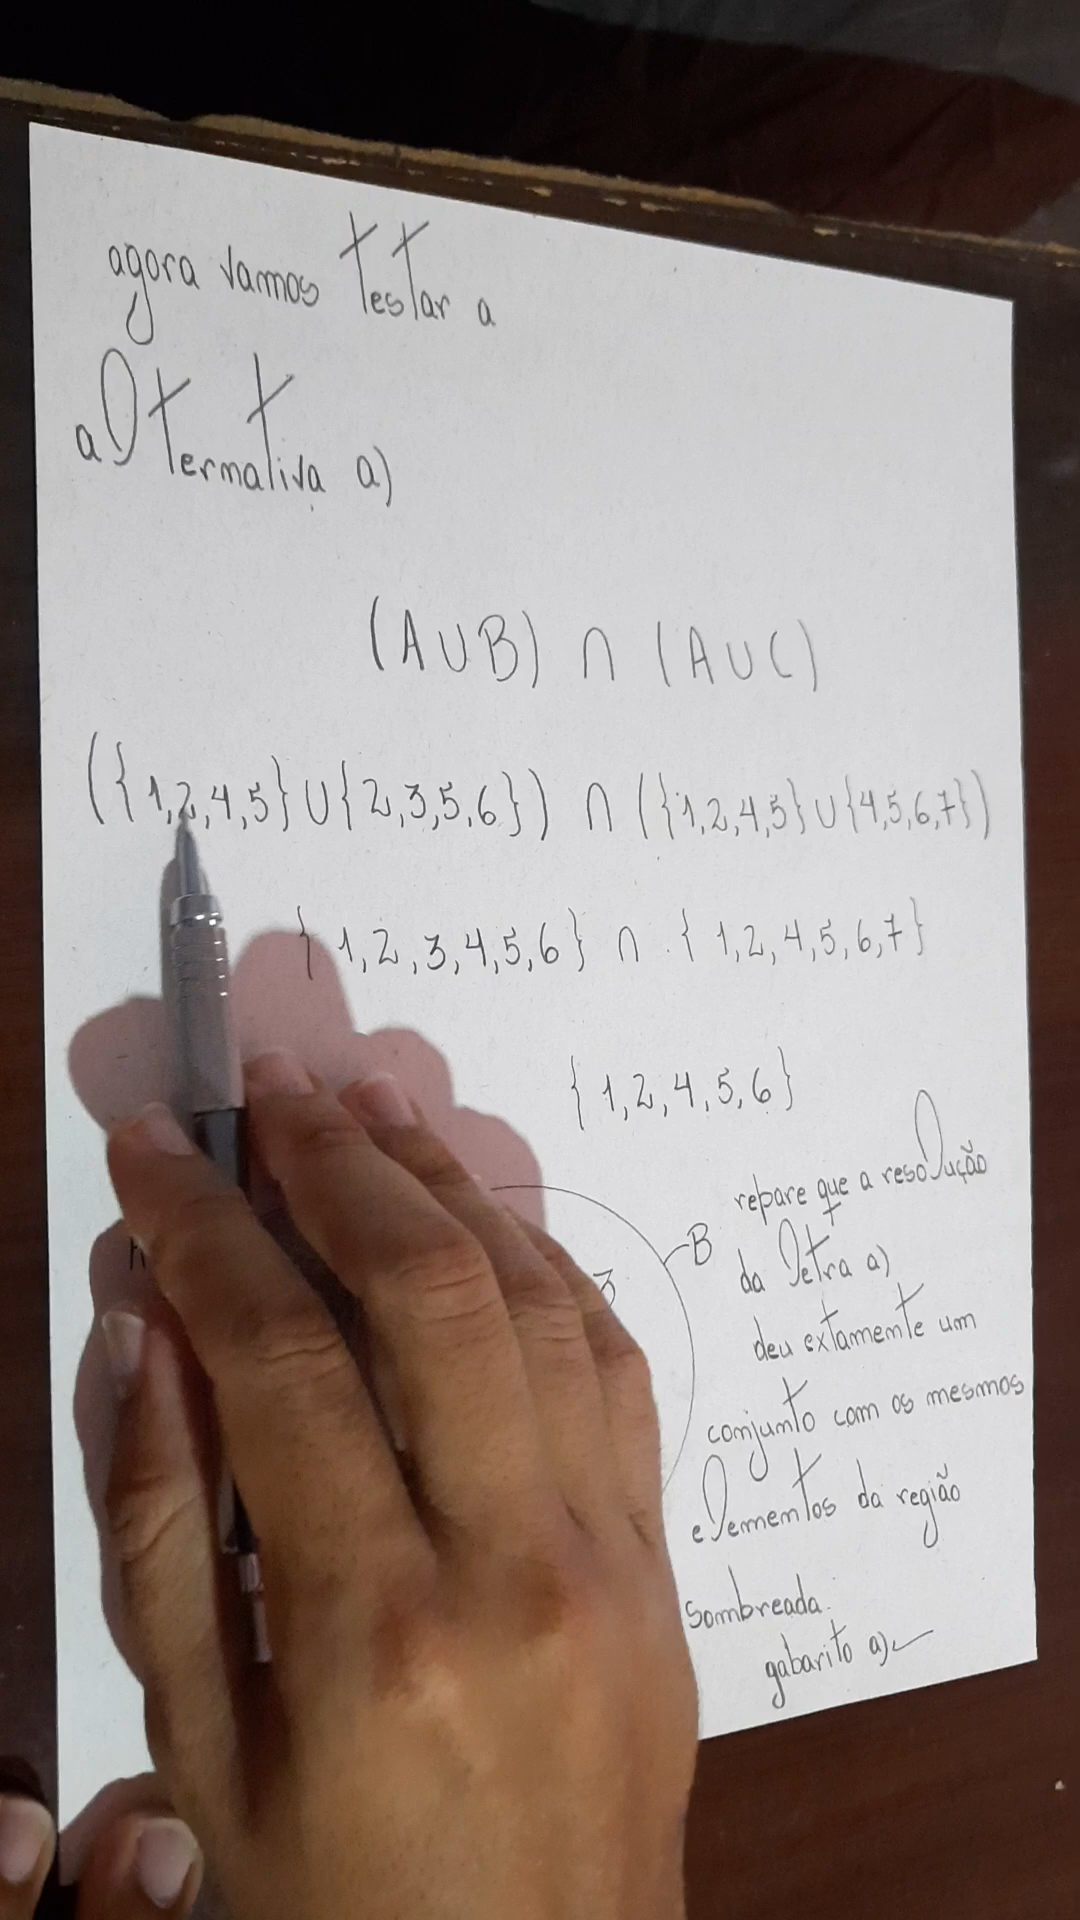 agora vamos testar a
alternativa a)
(A∪B) ∩ (A∪C)
({1,2,4,5}∪{2,3,5,6}) ∩ ({1,2,4,5}∪{4,5,6,7})
{1,2,3,4,5,6} ∩ {1,2,4,5,6,7}
{1,2,4,5,6}
repare que a resolução
B
da letra a)
3
deu extamente um
conjunto com os mesmos
elementos da região
sombreada.
gabarito a)